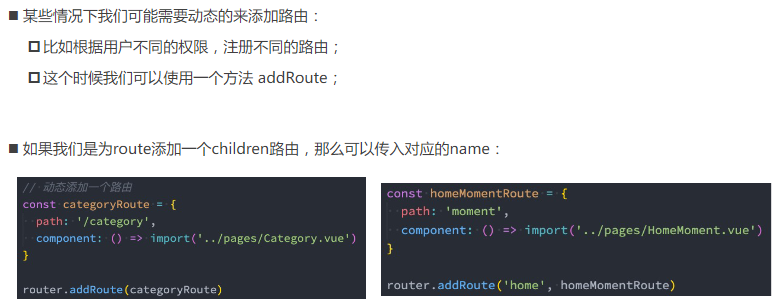 某些情况下我们可能需要动态的来添加路由：
比如根据用户不同的权限，注册不同的路由；
这个时候我们可以使用一个方法 addRoute；
如果我们是为route添加一个children路由，那么可以传入对应的name：
// 动态添加一个路由
const categoryRoute = {
  path: '/category',
  component: () => import('../pages/Category.vue')
}
router.addRoute(categoryRoute)
const homeMomentRoute = {
  path: 'moment',
  component: () => import('../pages/HomeMoment.vue')
}
router.addRoute('home', homeMomentRoute)